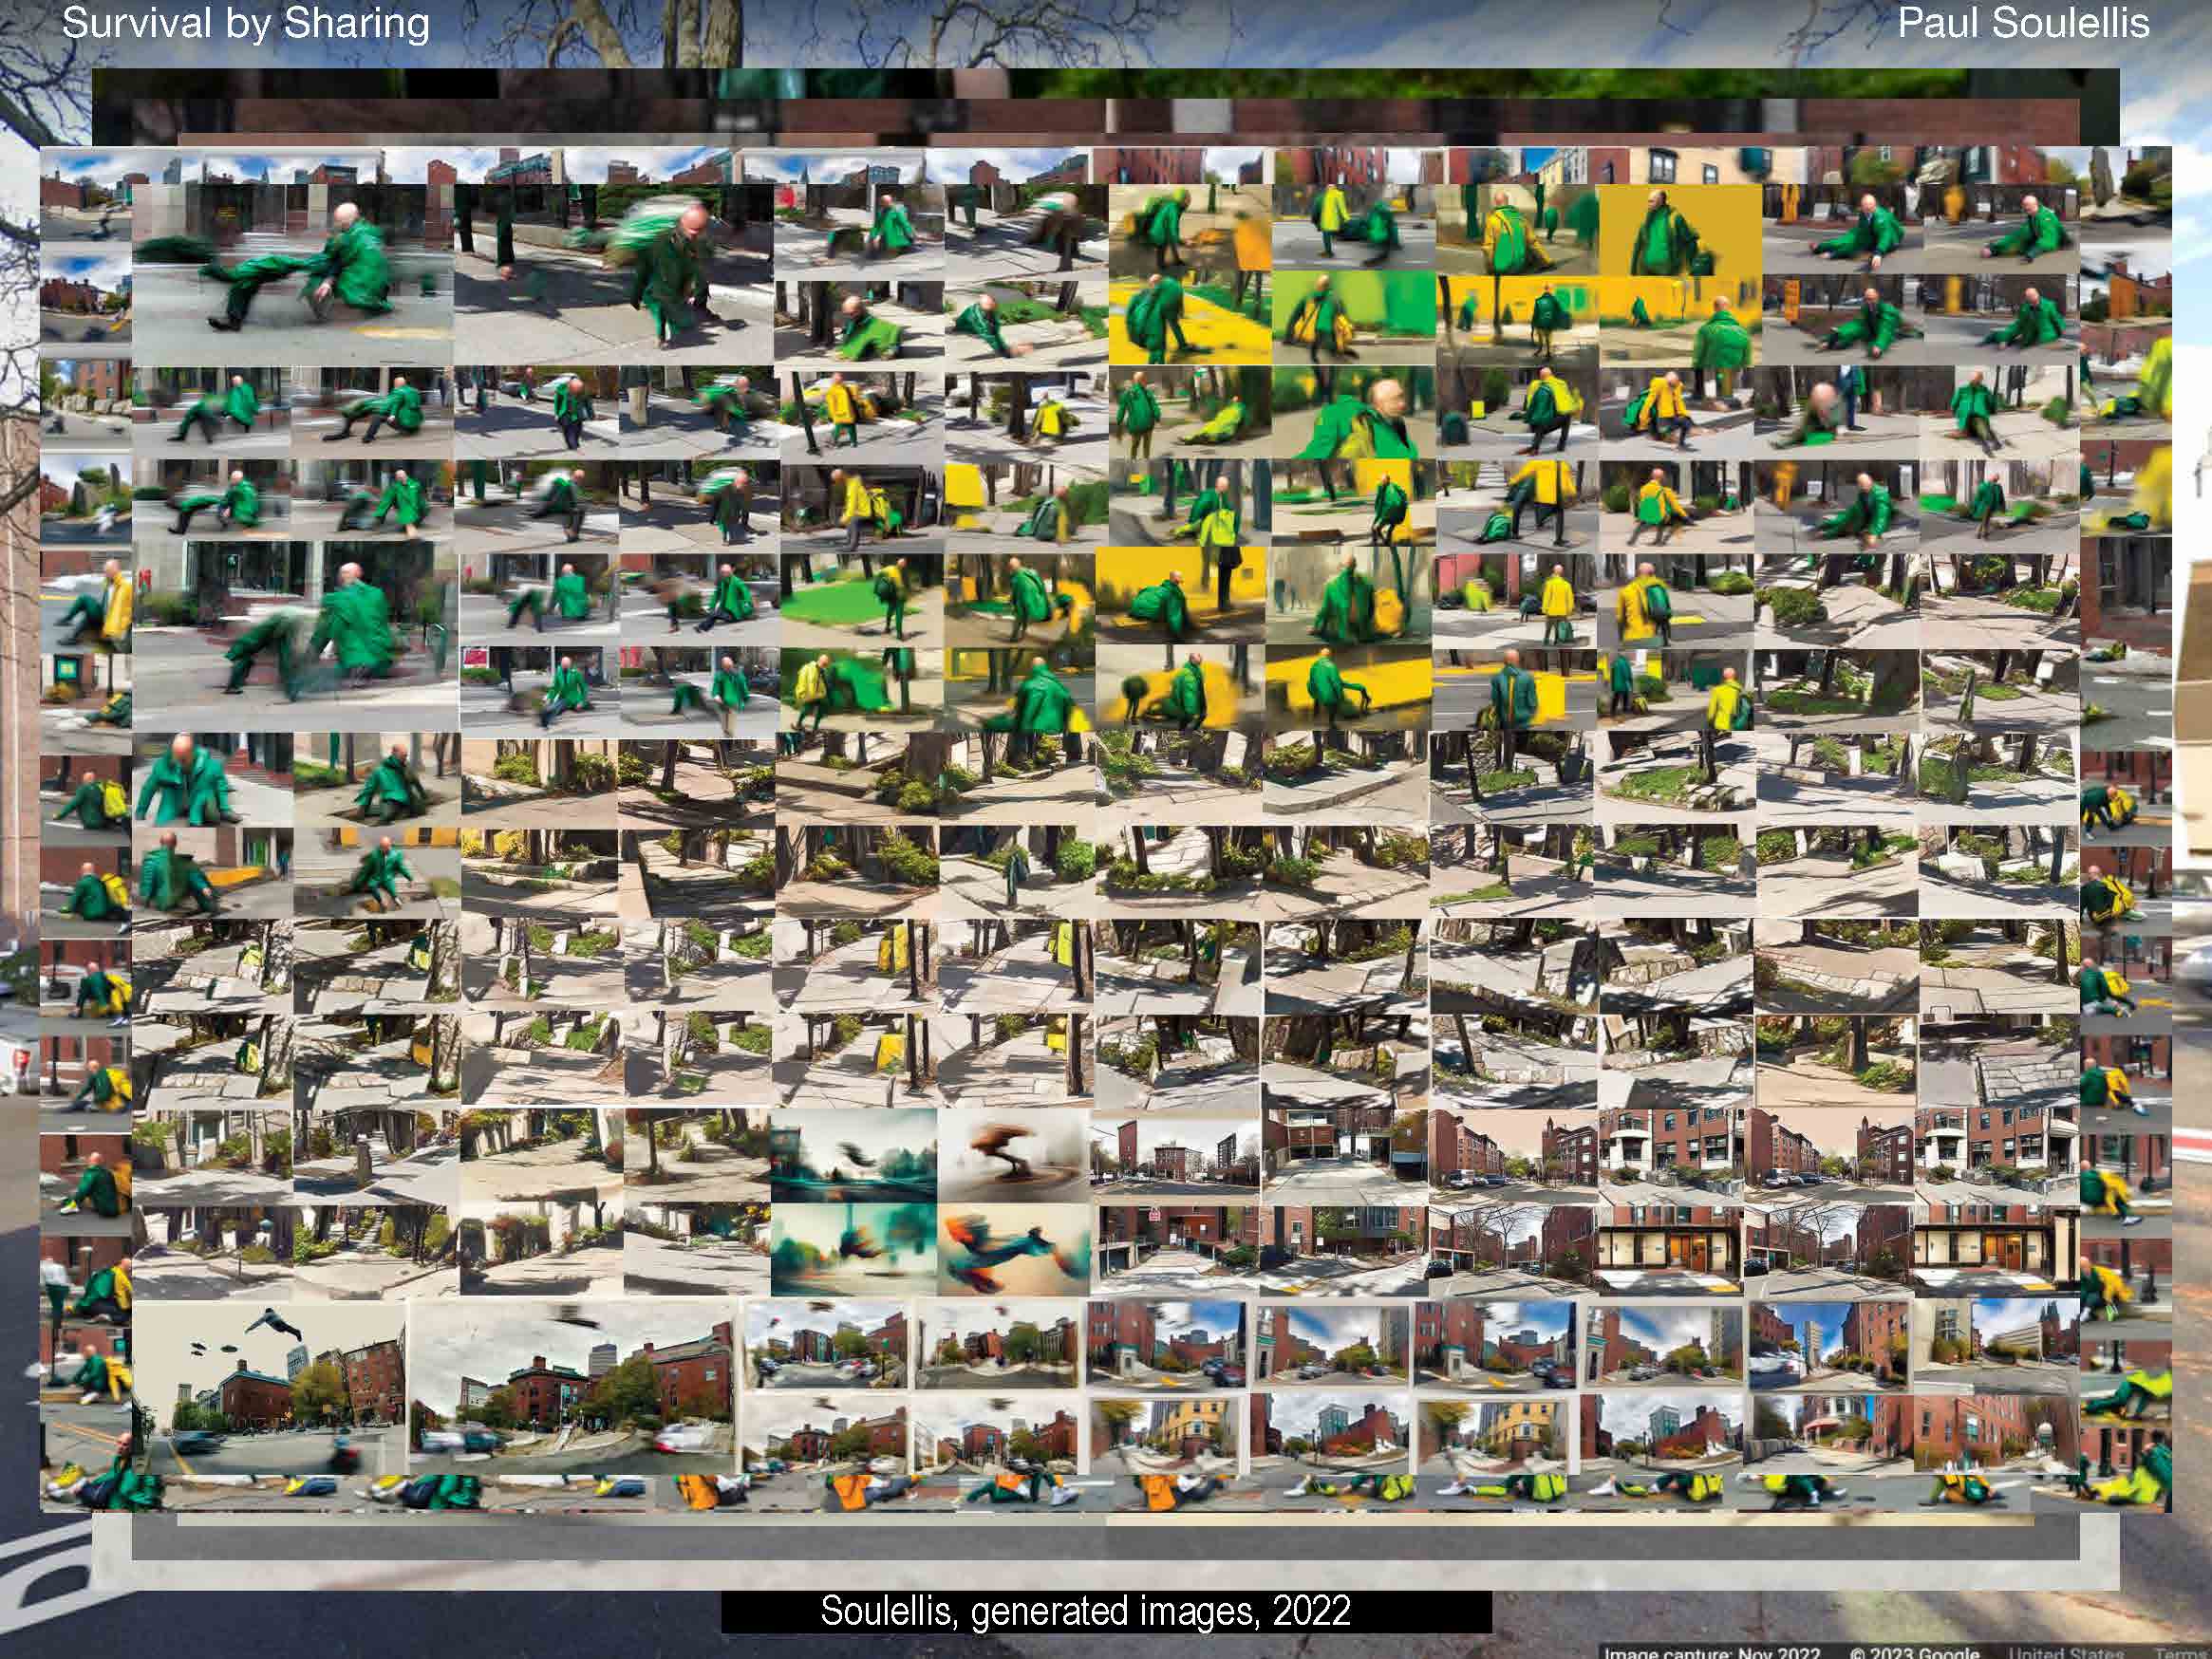 Survival by Sharing
Paul Soulellis
Soulellis, generated images, 2022
Image capture: Nov 2022 © 2023 Google United States